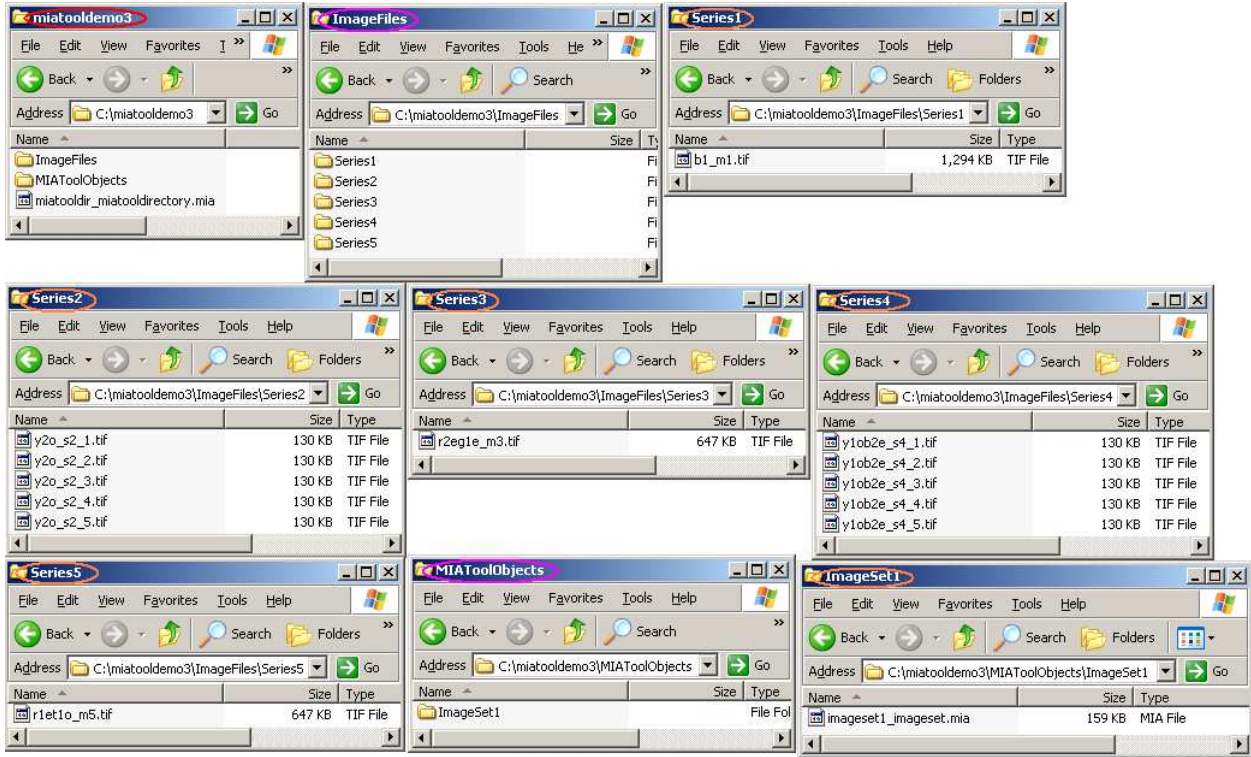 miatooldemo3
File Edit View Favorites T »
Back »
Address C:\miatooldemo3 Go
Name
ImageFiles
MIAToolObjects
miatooldir_miatooldirectory.mia
ImageFiles
File Edit View Favorites Tools He »
Back Search »
Address C:\miatooldemo3\ImageFiles Go
Name Size Ty
Series1 Fi
Series2 Fi
Series3 Fi
Series4 Fi
Series5 Fi
Series1
File Edit View Favorites Tools Help
Back Search Folders »
Address C:\miatooldemo3\ImageFiles\Series1 Go
Name Size Type
b1_m1.tif 1,294 KB TIF File
Series2
File Edit View Favorites Tools Help
Back Search Folders »
Address C:\miatooldemo3\ImageFiles\Series2 Go
Name Size Type
y2o_s2_1.tif 130 KB TIF File
y2o_s2_2.tif 130 KB TIF File
y2o_s2_3.tif 130 KB TIF File
y2o_s2_4.tif 130 KB TIF File
y2o_s2_5.tif 130 KB TIF File
Series3
File Edit View Favorites Tools Help
Back Search Folders »
Address C:\miatooldemo3\ImageFiles\Series3 Go
Name Size Type
r2eg1e_m3.tif 647 KB TIF File
Series4
File Edit View Favorites Tools Help
Back Search Folders »
Address C:\miatooldemo3\ImageFiles\Series4 Go
Name Size Type
y1ob2e_s4_1.tif 130 KB TIF File
y1ob2e_s4_2.tif 130 KB TIF File
y1ob2e_s4_3.tif 130 KB TIF File
y1ob2e_s4_4.tif 130 KB TIF File
y1ob2e_s4_5.tif 130 KB TIF File
Series5
File Edit View Favorites Tools Help
Back Search Folders »
Address C:\miatooldemo3\ImageFiles\Series5 Go
Name Size Type
r1et1o_m5.tif 647 KB TIF File
MIAToolObjects
File Edit View Favorites Tools Help
Back Search »
Address C:\miatooldemo3\MIAToolObjects Go
Name Size Type
ImageSet1 File Fol
ImageSet1
File Edit View Favorites Tools Help
Back Search Folders
Address C:\miatooldemo3\MIAToolObjects\ImageSet1 Go
Name Size Type
imageset1_imageset.mia 159 KB MIA File